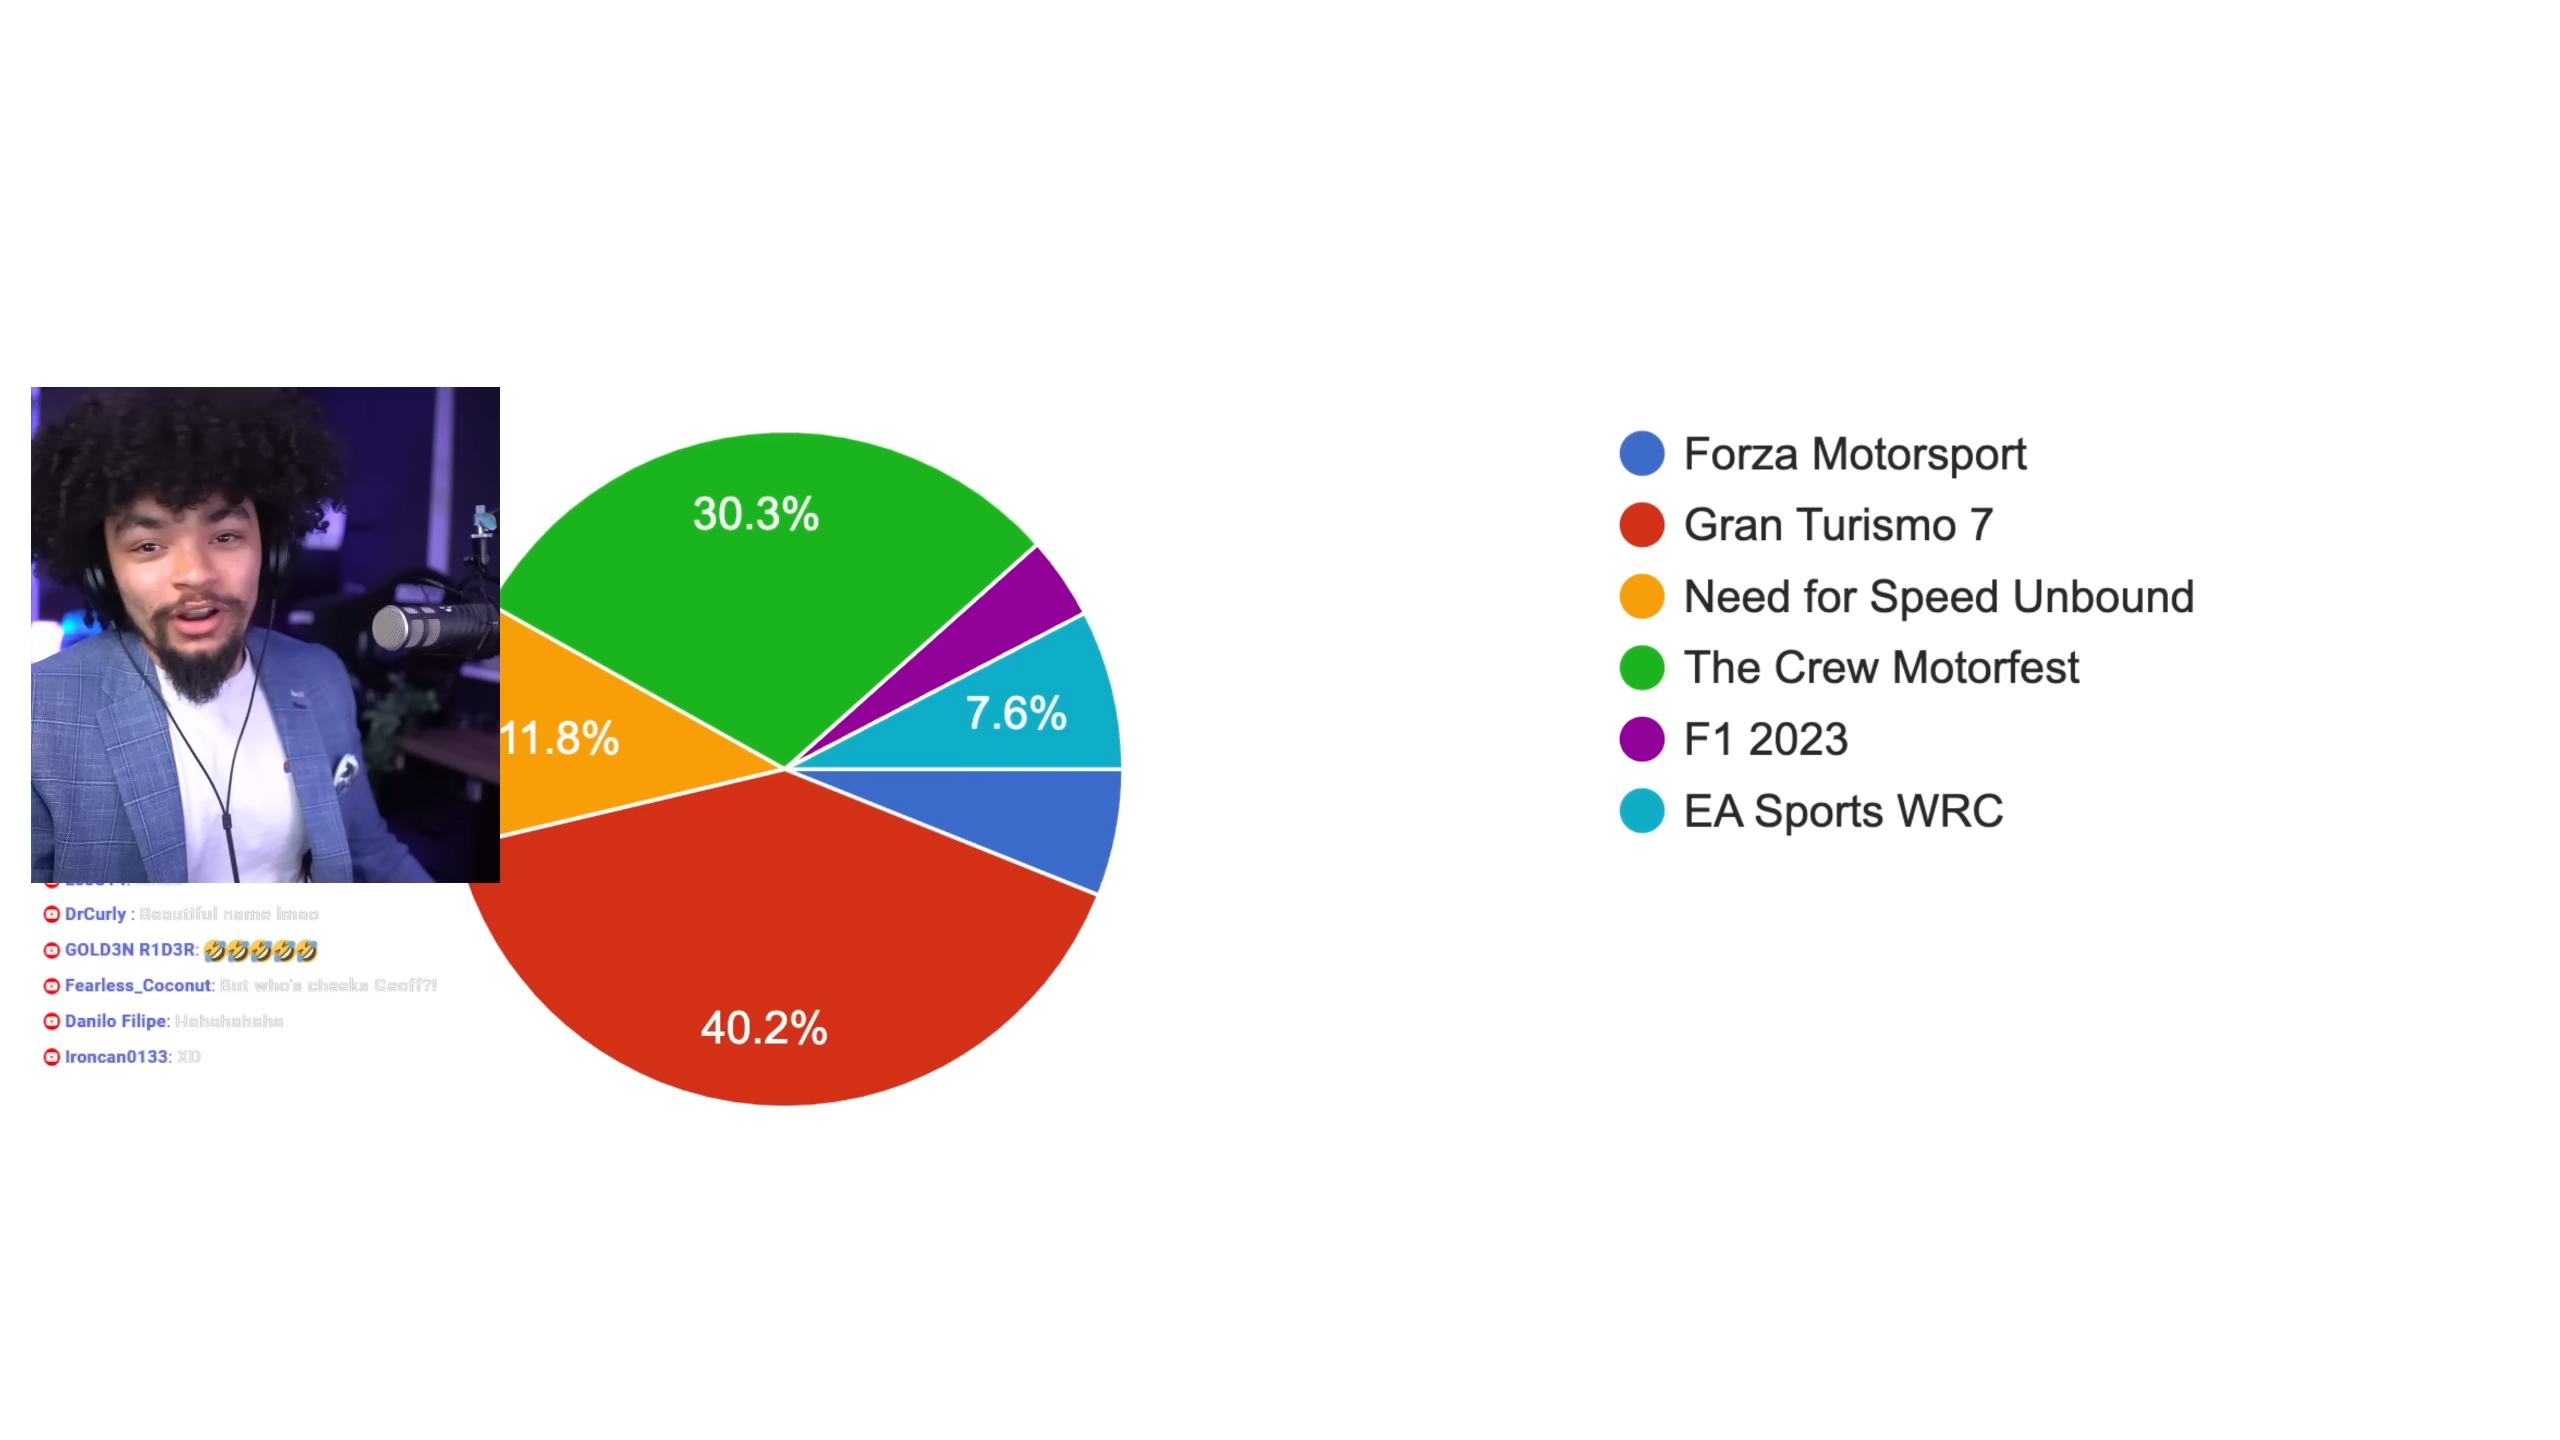 30.3%
7.6%
11.8%
40.2%
Forza Motorsport
Gran Turismo 7
Need for Speed Unbound
The Crew Motorfest
F1 2023
EA Sports WRC
DrCurly : Beautiful name lmao
GOLD3N R1D3R: 🤣🤣🤣🤣🤣
Fearless_Coconut: But who's cheeks Geoff?!
Danilo Filipe: Hahahahaha
Ironcan0133: XD